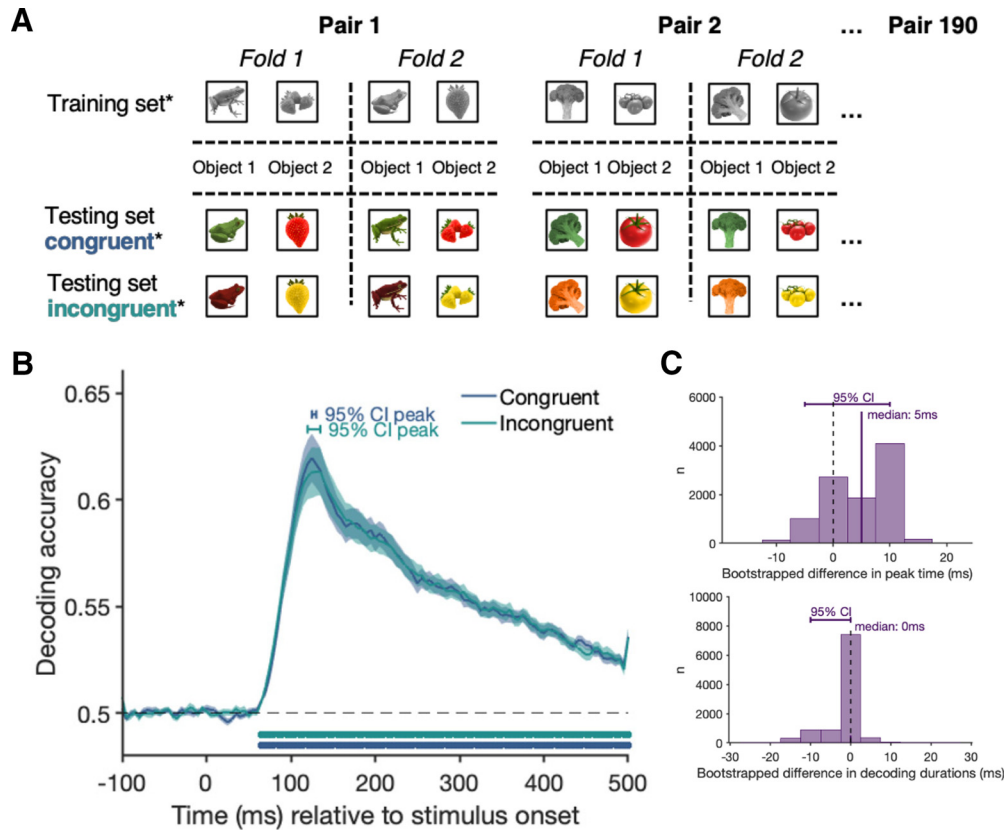 A
Pair 1 Pair 2 ... Pair 190
Fold 1 Fold 2 Fold 1 Fold 2
Training set* ...
Object 1 Object 2 Object 1 Object 2 Object 1 Object 2 Object 1 Object 2
Testing set
congruent* ...
Testing set
incongruent* ...
B
0.65
0.6
0.55
0.5
Decoding accuracy
95% CI peak
95% CI peak
Congruent
Incongruent
-100 0 100 200 300 400 500
Time (ms) relative to stimulus onset
C
6000
4000
2000
0
n
95% CI
median: 5ms
-10 0 10 20
Bootstrapped difference in peak time (ms)
10000
8000
6000
4000
2000
0
n
95% CI
median: 0ms
-30 -20 -10 0 10 20 30
Bootstrapped difference in decoding durations (ms)